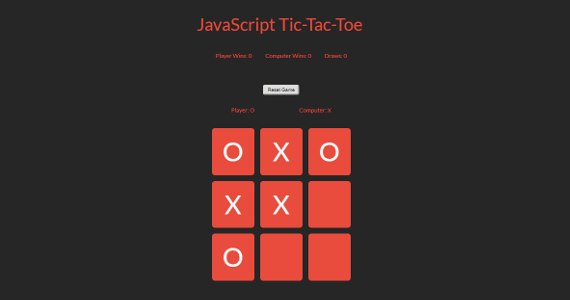 JavaScript Tic-Tac-Toe
Player Wins: 0 Computer Wins: 0 Draws: 0
Reset Game
Player: O Computer: X
O X O
X X
O